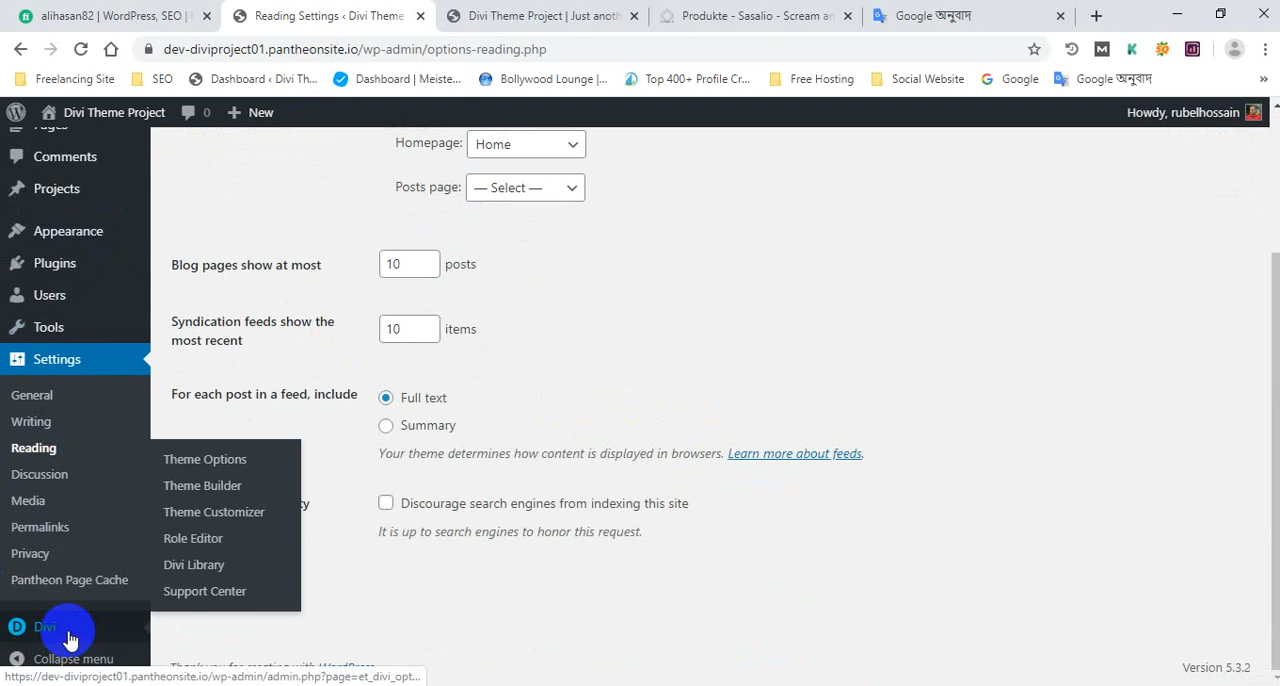 alihasan82 | WordPress, SEO |
Reading Settings ‹ Divi Theme
Divi Theme Project | Just anoth
Produkte - Sasalio - Scream an
Google অনুবাদ
dev-diviproject01.pantheonsite.io/wp-admin/options-reading.php
Freelancing Site
SEO
Dashboard ‹ Divi Th...
Dashboard | Meiste...
Bollywood Lounge |...
Top 400+ Profile Cr...
Free Hosting
Social Website
Google
Google অনুবাদ
»
Divi Theme Project
0
New
Howdy, rubelhossain
Pages
Comments
Projects
Appearance
Plugins
Users
Tools
Settings
General
Writing
Reading
Discussion
Media
Permalinks
Privacy
Pantheon Page Cache
Divi
Collapse menu
Theme Options
Theme Builder
Theme Customizer
Role Editor
Divi Library
Support Center
Homepage: Home
Posts page: — Select —
Blog pages show at most 10 posts
Syndication feeds show the
most recent
10 items
For each post in a feed, include
Full text
Summary
Your theme determines how content is displayed in browsers. Learn more about feeds.
Discourage search engines from indexing this site
It is up to search engines to honor this request.
Thank you for creating with WordPress.
Version 5.3.2
https://dev-diviproject01.pantheonsite.io/wp-admin/admin.php?page=et_divi_opt...